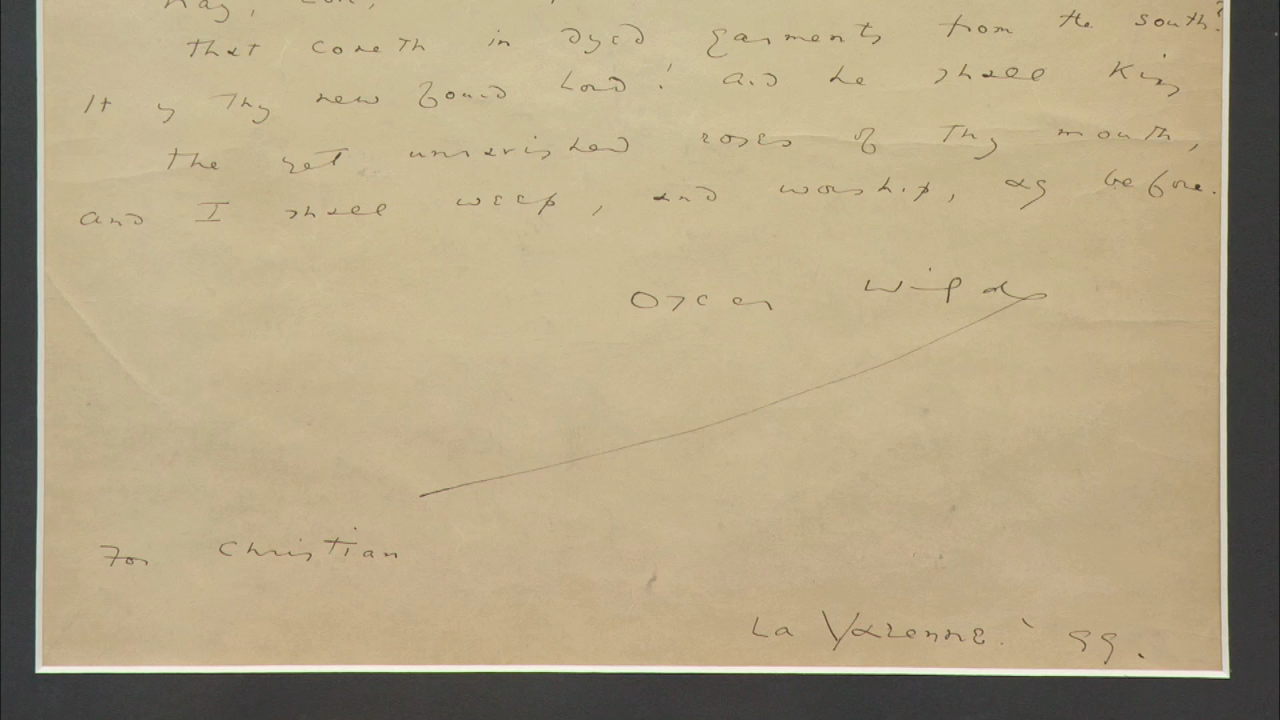 Nay,
that cometh in dyed garments from the south?
It is thy new found Lord! and he shall kiss
the yet unravished roses of thy mouth,
and I shall weep, and worship, as before.
Oscar Wilde
For Christian
La Varenne. '99.